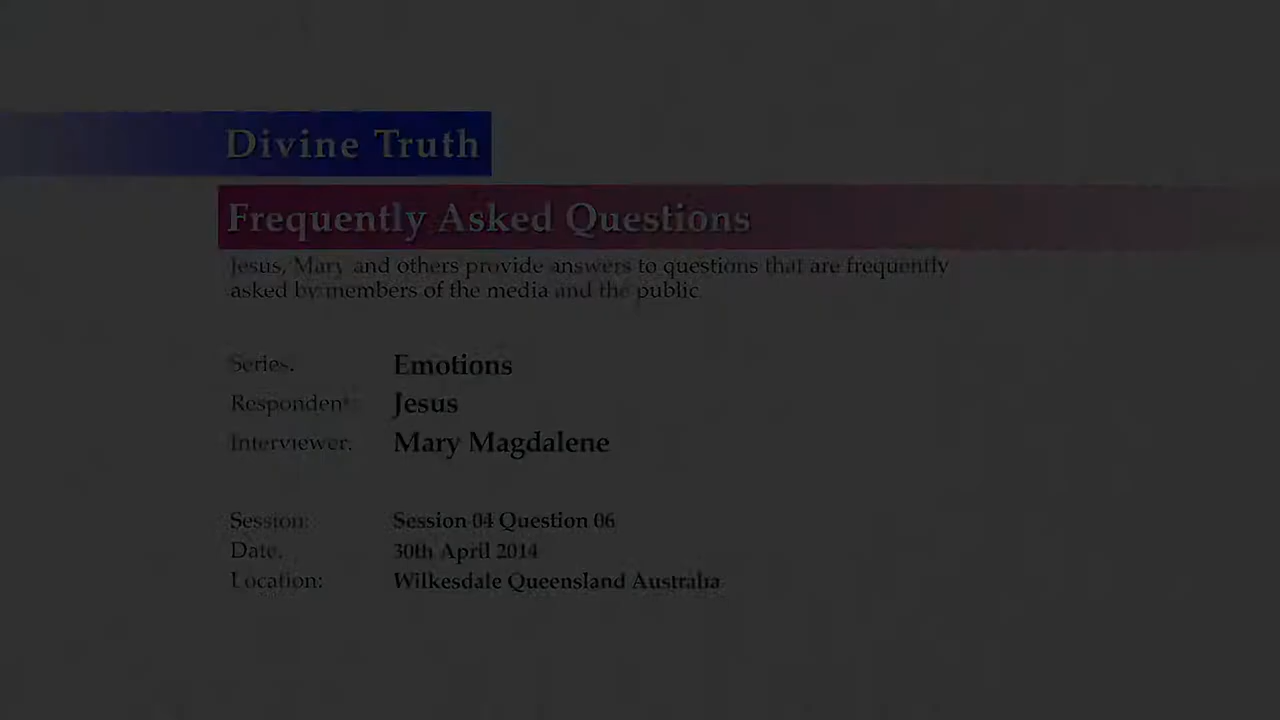 Divine Truth
Frequently Asked Questions
Jesus, Mary and others provide answers to questions that are frequently
asked by members of the media and the public
Series:
Emotions
Respondent:
Jesus
Interviewer:
Mary Magdalene
Session:
Session 04 Question 06
Date:
30th April 2014
Location:
Wilkesdale Queensland Australia